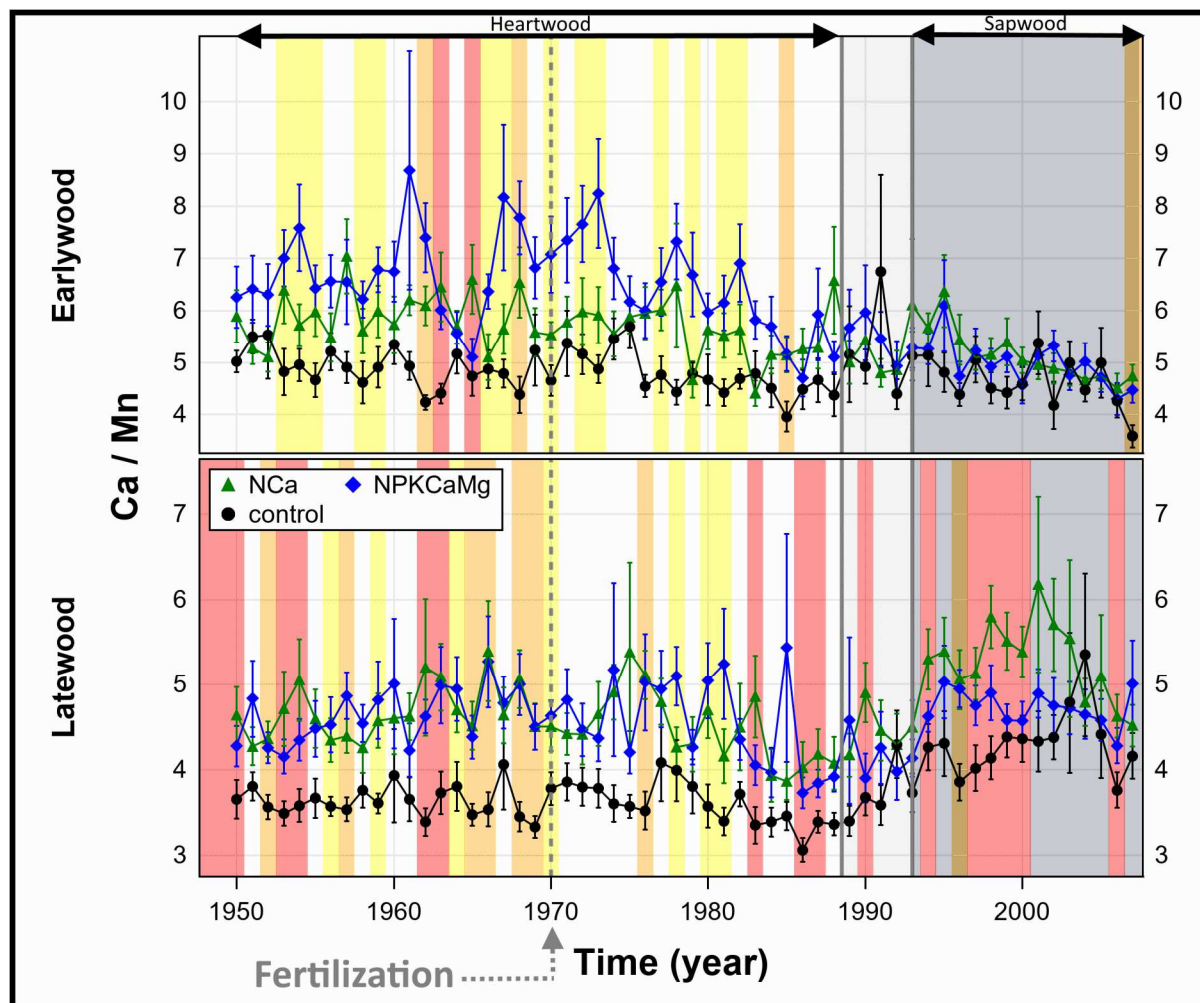 Heartwood
Sapwood
10 10
9 9
8 8
7 7
6 6
5 5
4 4
Earlywood
Ca / Mn
NCa NPKCaMg
control
7 7
6 6
5 5
4 4
3 3
Latewood
1950 1960 1970 1980 1990 2000
Time (year)
Fertilization